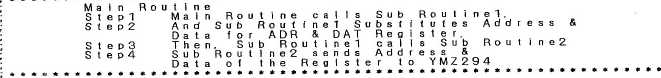 Main Routine
Step1 Main Routine calls Sub Routine1.
Step2 And Sub Routine1 Substitutes Address &
Data for ADR & DAT Register.
Step3 Then, Sub Routine1 calls Sub Routine2
Step4 Sub Routine2 sends Address &
Data of the Register to YMZ294
****************************************************************